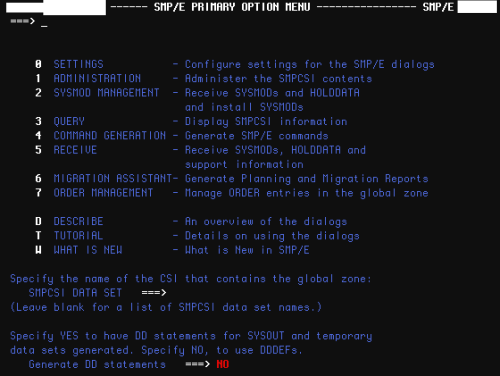 ------ SMP/E PRIMARY OPTION MENU ------ SMP/E
===> _
0 SETTINGS - Configure settings for the SMP/E dialogs
1 ADMINISTRATION - Administer the SMPCSI contents
2 SYSMOD MANAGEMENT - Receive SYSMODs and HOLDDATA
and install SYSMODs
3 QUERY - Display SMPCSI information
4 COMMAND GENERATION - Generate SMP/E commands
5 RECEIVE - Receive SYSMODs, HOLDDATA and
support information
6 MIGRATION ASSISTANT- Generate Planning and Migration Reports
7 ORDER MANAGEMENT - Manage ORDER entries in the global zone
D DESCRIBE - An overview of the dialogs
T TUTORIAL - Details on using the dialogs
W WHAT IS NEW - What is New in SMP/E
Specify the name of the CSI that contains the global zone:
SMPCSI DATA SET ===>
(Leave blank for a list of SMPCSI data set names.)
Specify YES to have DD statements for SYSOUT and temporary
data sets generated. Specify NO, to use DDDEFs.
Generate DD statements ===> NO